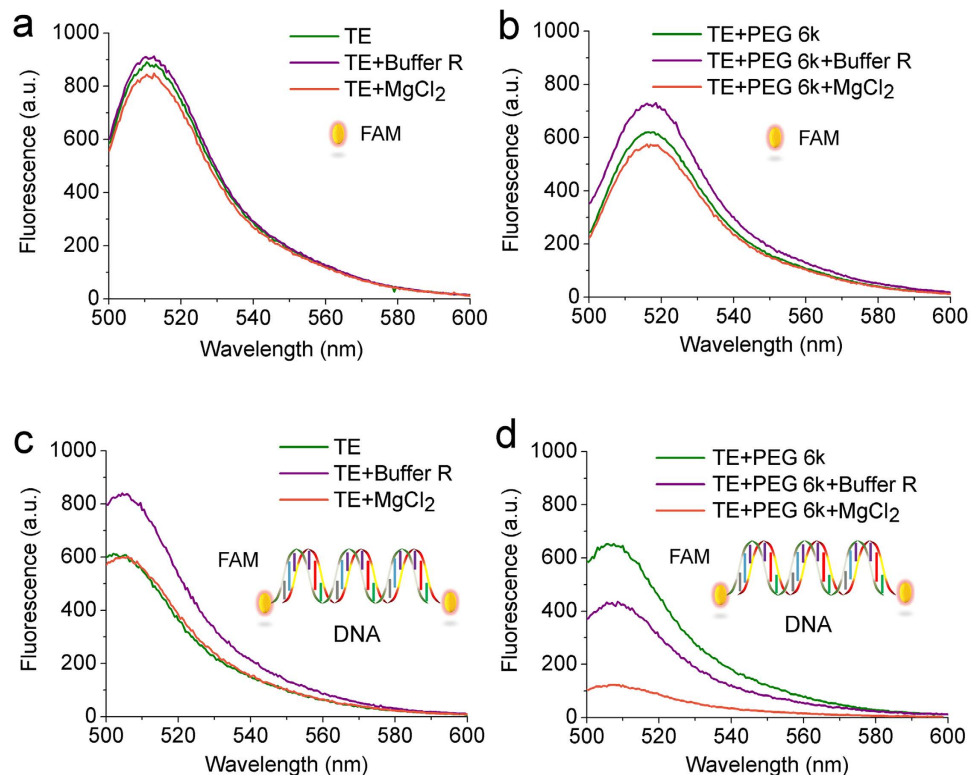 a
TE
TE+Buffer R
TE+MgCl2
FAM
Fluorescence (a.u.)
1000
800
600
400
200
0
500 520 540 560 580 600
Wavelength (nm)
b
TE+PEG 6k
TE+PEG 6k+Buffer R
TE+PEG 6k+MgCl2
FAM
Fluorescence (a.u.)
1000
800
600
400
200
0
500 520 540 560 580 600
Wavelength (nm)
c
TE
TE+Buffer R
TE+MgCl2
FAM
DNA
Fluorescence (a.u.)
1000
800
600
400
200
0
500 520 540 560 580 600
Wavelength (nm)
d
TE+PEG 6k
TE+PEG 6k+Buffer R
TE+PEG 6k+MgCl2
FAM
DNA
Fluorescence (a.u.)
1000
800
600
400
200
0
500 520 540 560 580 600
Wavelength (nm)